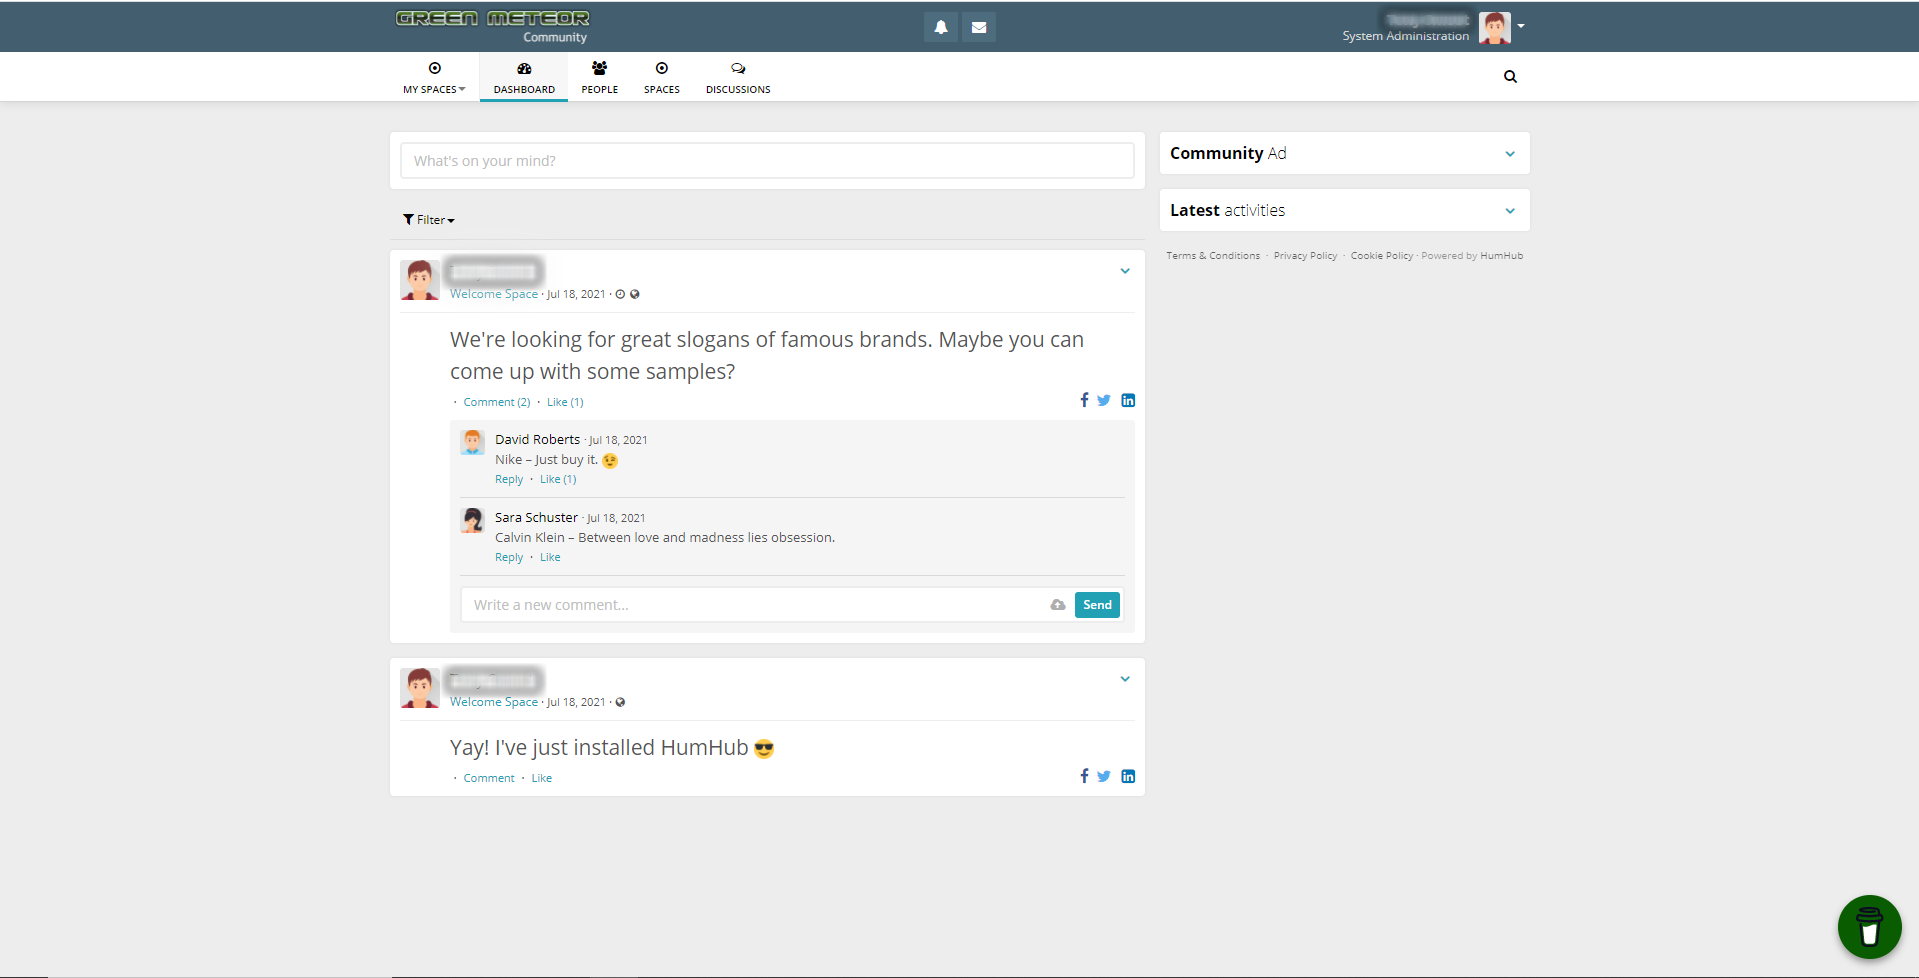 GREEN METEOR
Community
System Administration
MY SPACES
DASHBOARD
PEOPLE
SPACES
DISCUSSIONS
What's on your mind?
Filter
Welcome Space · Jul 18, 2021 ·
We're looking for great slogans of famous brands. Maybe you can
come up with some samples?
· Comment (2) · Like (1)
David Roberts · Jul 18, 2021
Nike – Just buy it. 😉
Reply · Like (1)
Sara Schuster · Jul 18, 2021
Calvin Klein – Between love and madness lies obsession.
Reply · Like
Write a new comment...
Send
Welcome Space · Jul 18, 2021 ·
Yay! I've just installed HumHub 😎
· Comment · Like
Community Ad
Latest activities
Terms & Conditions · Privacy Policy · Cookie Policy · Powered by HumHub